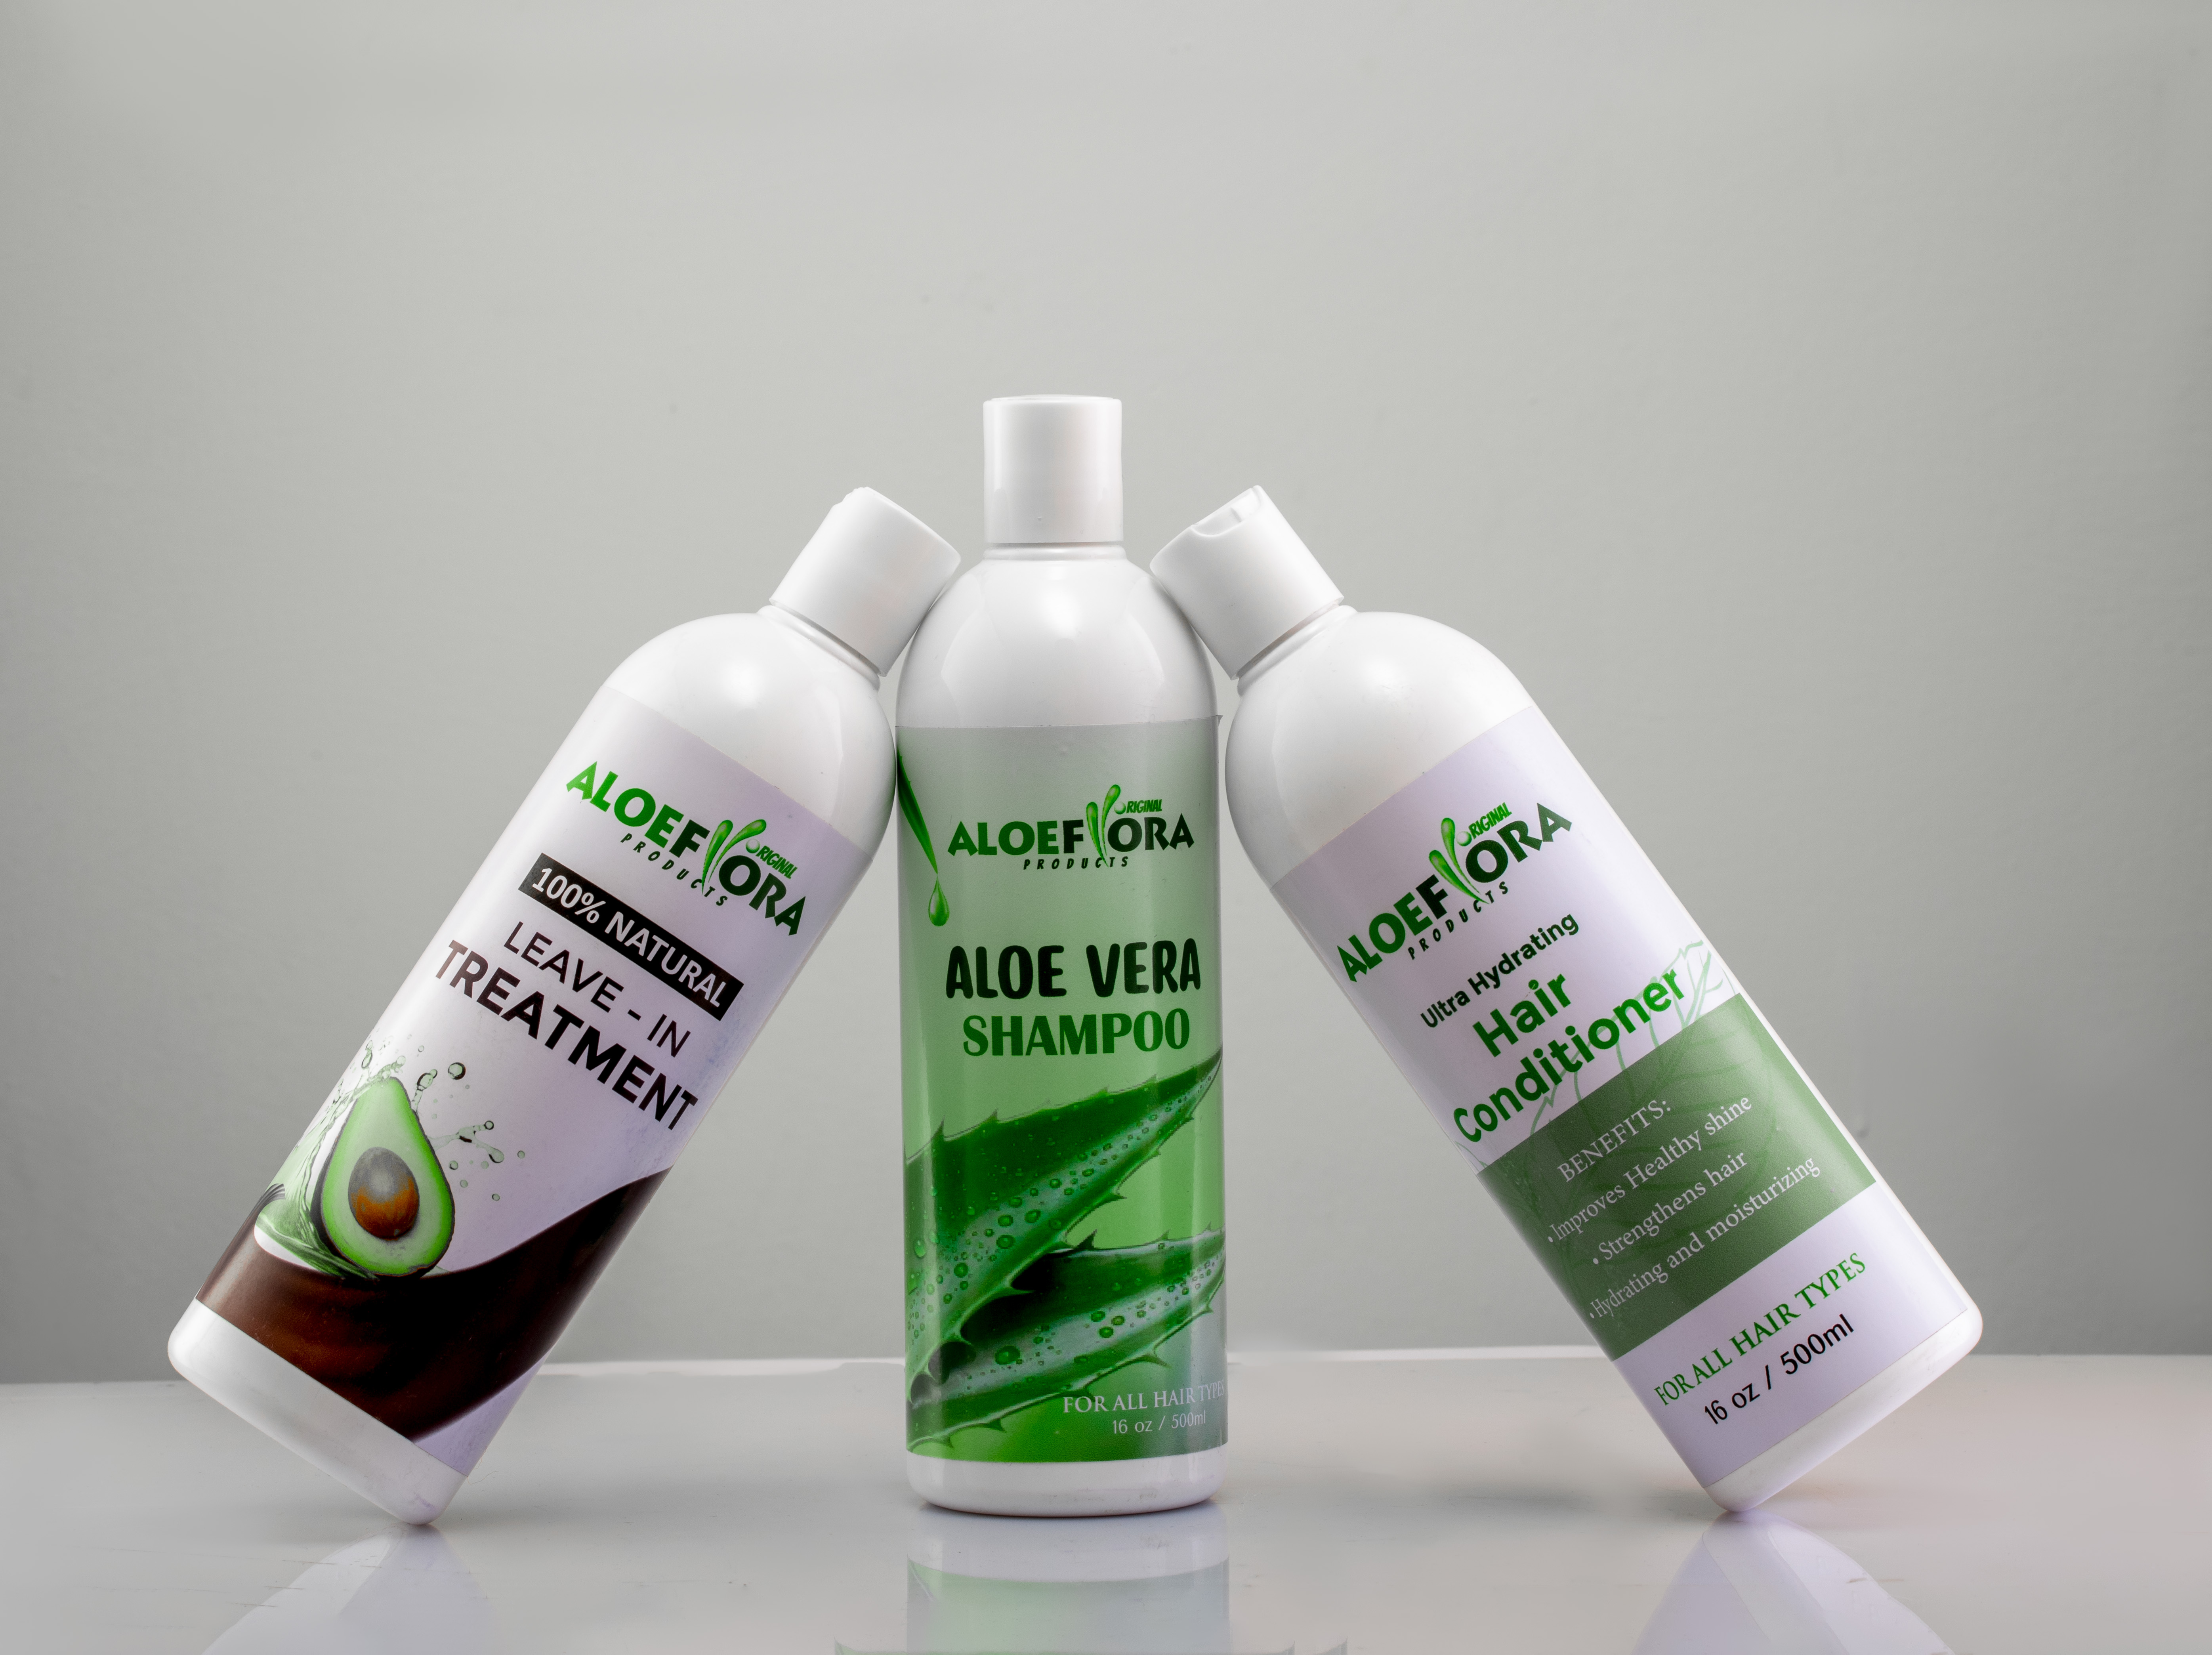 ALOEFLORA
ORIGINAL
PRODUCTS
100% NATURAL
LEAVE - IN
TREATMENT
ALOEFLORA
ORIGINAL
PRODUCTS
ALOE VERA
SHAMPOO
FOR ALL HAIR TYPES
16 oz / 500ml
ALOEFLORA
ORIGINAL
PRODUCTS
Ultra Hydrating
Hair
Conditioner
BENEFITS:
• Improves Healthy shine
• Strengthens hair
• Hydrating and moisturizing
FOR ALL HAIR TYPES
16 oz / 500ml